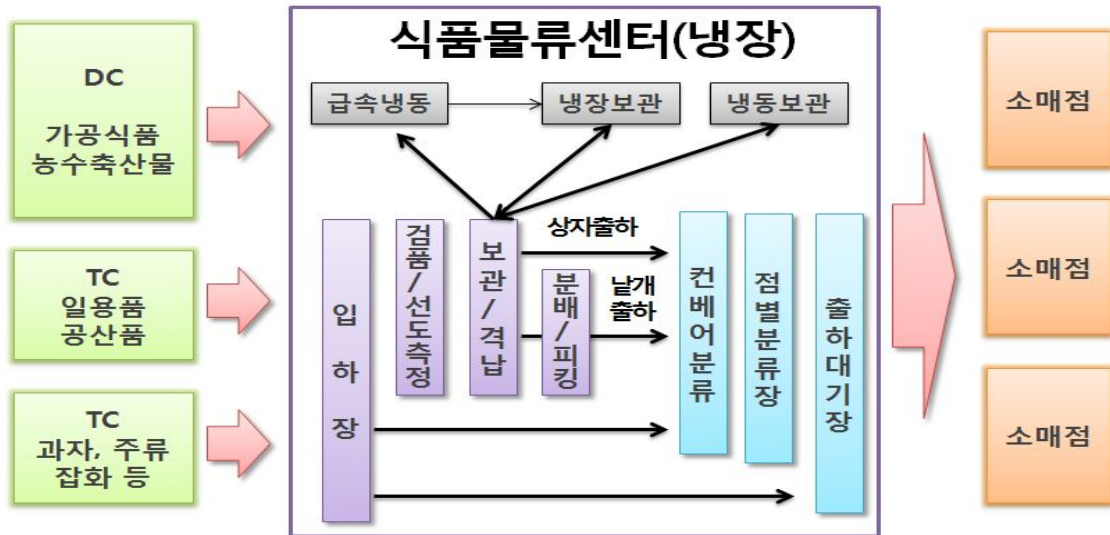 식품물류센터(냉장)
DC
가공식품
농수축산물
TC
일용품
공산품
TC
과자, 주류
잡화 등
급속냉동
냉장보관
냉동보관
입하장
검품/선도측정
보관/격납
상자출하
분배/피킹
낱개
출하
컨베어분류
점별분류장
출하대기장
소매점
소매점
소매점